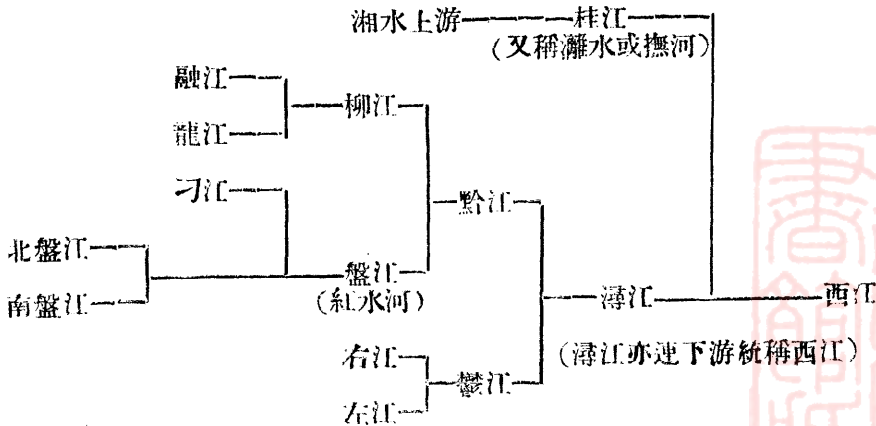 湘水上游 桂江
(又稱灕水或撫河)
融江
柳江
龍江
刁江
黔江
北盤江
盤江
(紅水河)
南盤江
潯江 西江
(潯江亦連下游統稱西江)
右江
鬱江
左江